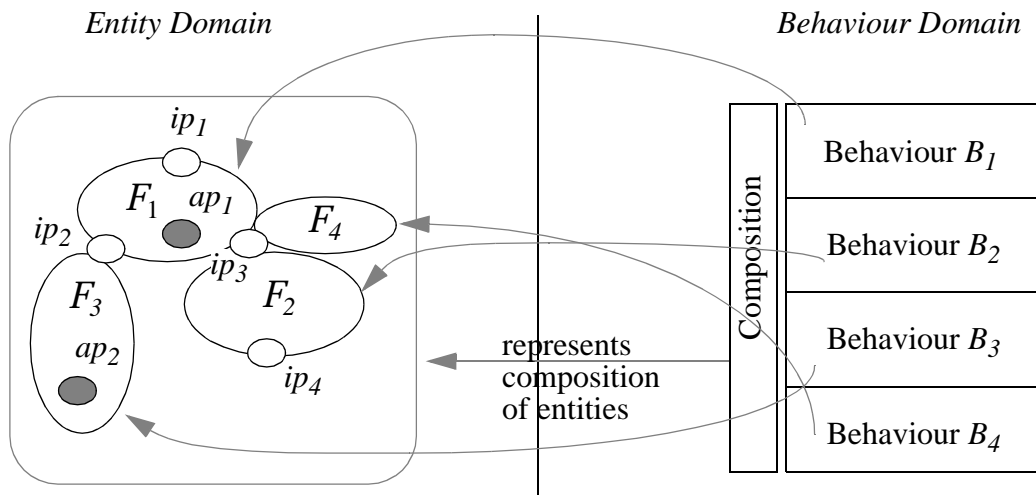 Entity Domain
Behaviour Domain
ip1
F1
ap1
F4
ip2
ip3
F3
F2
ap2
ip4
represents
composition
of entities
Composition
Behaviour B1
Behaviour B2
Behaviour B3
Behaviour B4